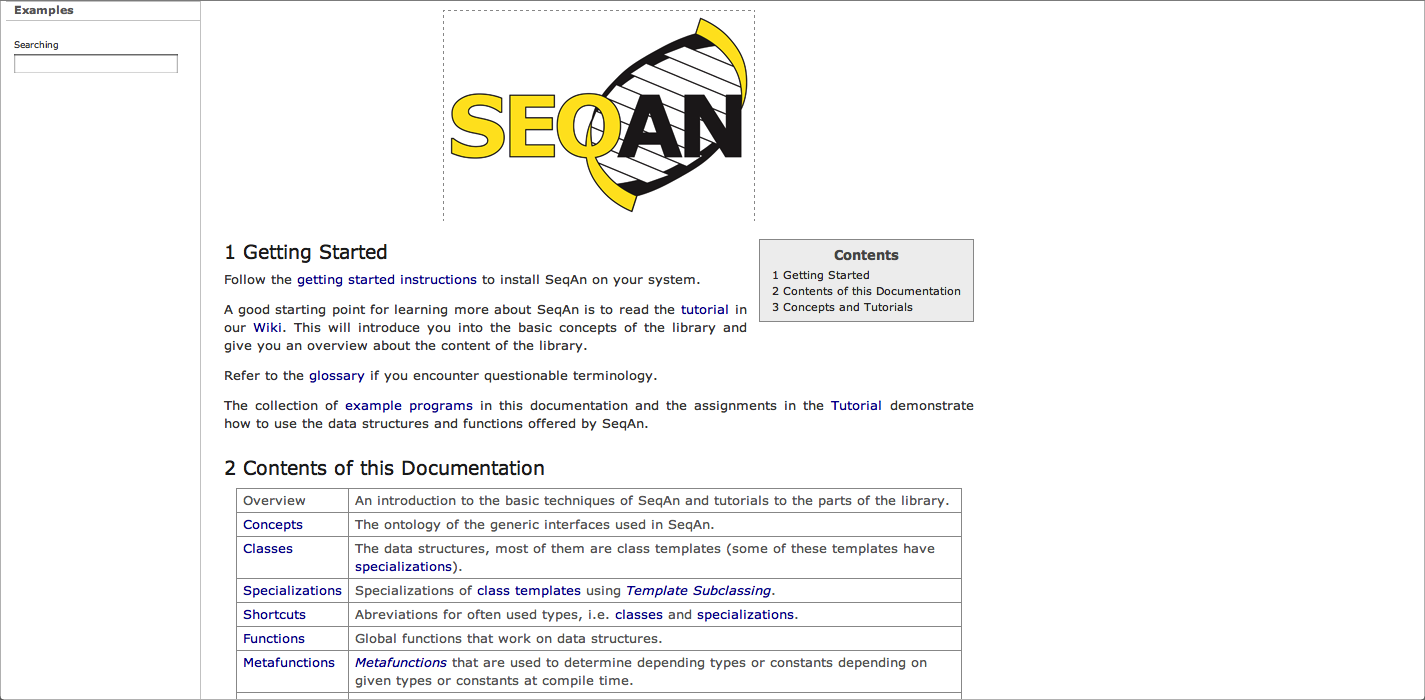 Examples
Searching
SEQAN
1 Getting Started
Follow the getting started instructions to install SeqAn on your system.
A good starting point for learning more about SeqAn is to read the tutorial in
our Wiki. This will introduce you into the basic concepts of the library and
give you an overview about the content of the library.
Refer to the glossary if you encounter questionable terminology.
The collection of example programs in this documentation and the assignments in the Tutorial demonstrate
how to use the data structures and functions offered by SeqAn.
Contents
1 Getting Started
2 Contents of this Documentation
3 Concepts and Tutorials
2 Contents of this Documentation
Overview An introduction to the basic techniques of SeqAn and tutorials to the parts of the library.
Concepts The ontology of the generic interfaces used in SeqAn.
Classes The data structures, most of them are class templates (some of these templates have
specializations).
Specializations Specializations of class templates using Template Subclassing.
Shortcuts Abreviations for often used types, i.e. classes and specializations.
Functions Global functions that work on data structures.
Metafunctions Metafunctions that are used to determine depending types or constants depending on
given types or constants at compile time.